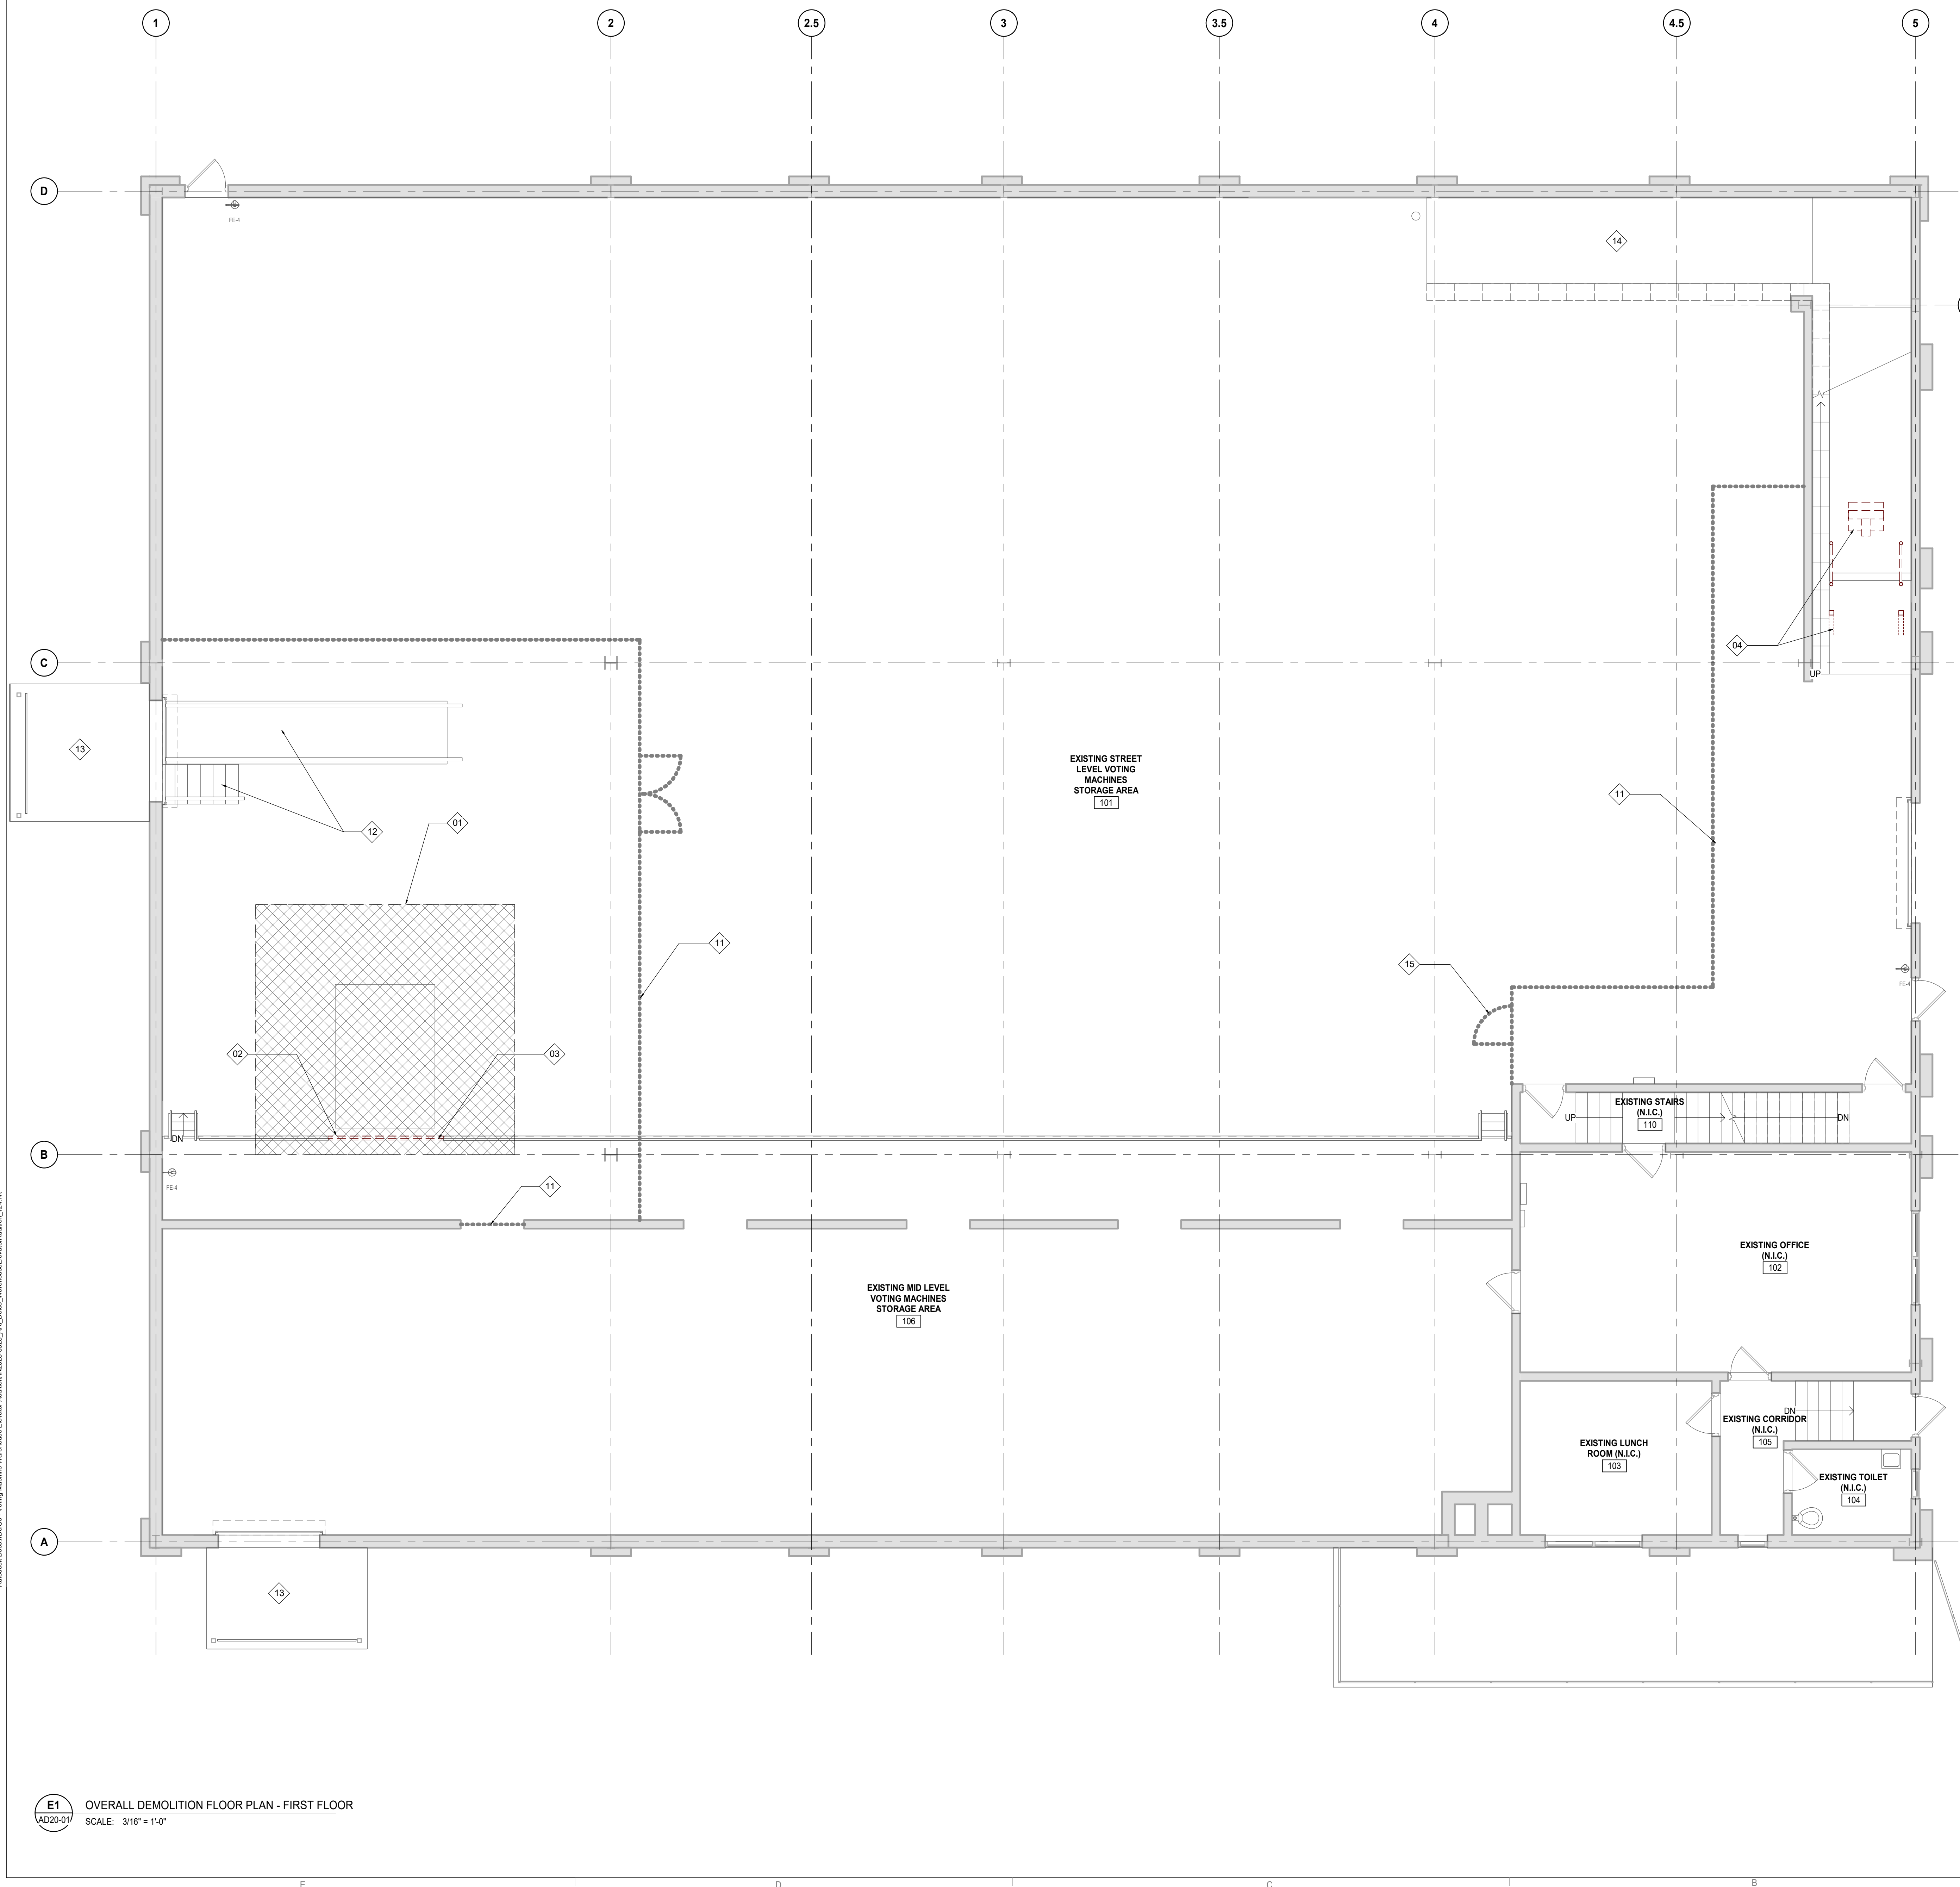 1
2
2.5
3
3.5
4
4.5
5
D
FE-4
14
C
04
UP
13
EXISTING STREET
LEVEL VOTING
MACHINES
STORAGE AREA
101
11
12
01
11
15
FE-4
02
03
DN
EXISTING STAIRS
(N.I.C.)
110
UP
DN
B
FE-4
11
EXISTING OFFICE
(N.I.C.)
102
EXISTING MID LEVEL
VOTING MACHINES
STORAGE AREA
106
DN
EXISTING CORRIDOR
(N.I.C.)
105
EXISTING LUNCH
ROOM (N.I.C.)
103
EXISTING TOILET
(N.I.C.)
104
A
13
E1
AD20-01
OVERALL DEMOLITION FLOOR PLAN - FIRST FLOOR
SCALE: 3/16" = 1'-0"
E
D
C
B